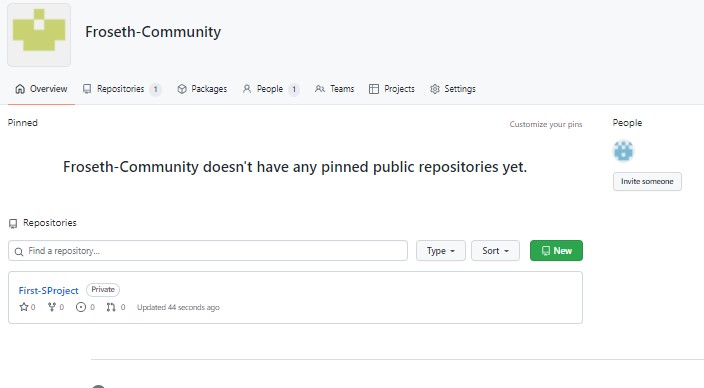 Froseth-Community
Overview Repositories 1 Packages People 1 Teams Projects Settings
Pinned
Customize your pins
People
Froseth-Community doesn't have any pinned public repositories yet.
Invite someone
Repositories
Find a repository...
Type
Sort
New
First-SProject Private
0 0 0 0 Updated 44 seconds ago